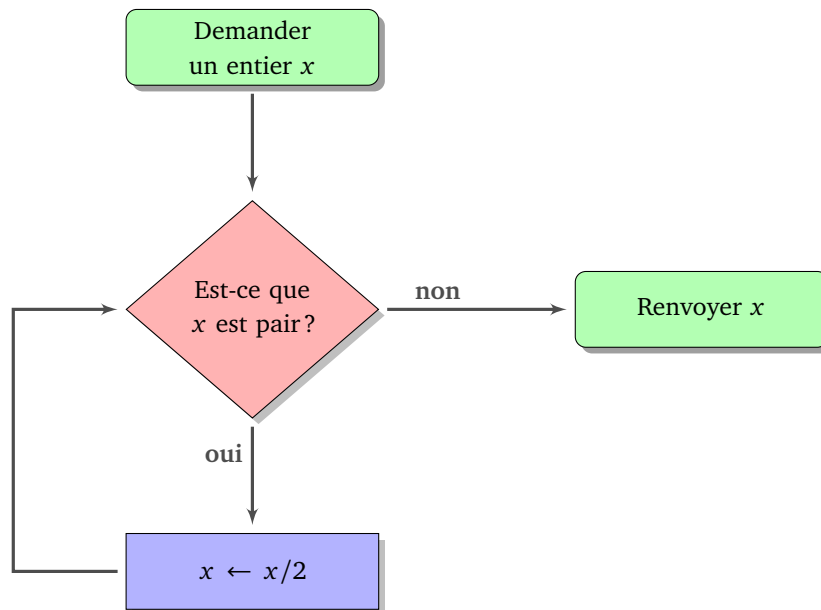 Demander
un entier x
Est-ce que
x est pair ?
non
Renvoyer x
oui
x ← x/2